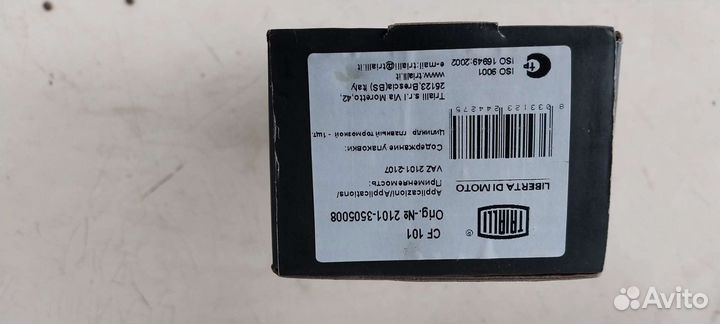 CF 101
Orig.-№ 2101-3505008
TRIALLI ®
LIBERTA DI MOTO
Applicazioni/Applications/
Применяемость:
VAZ 2101-2107
Содержание упаковки:
Цилиндр главный тормозной - 1шт.
8 033123 244275
Trialli s.r.l Via Moretto,42,
25123,Brescia(BS) Italy
www.trialli.it
e-mail:trialli@trialli.it
ISO 9001
ISO 16949:2002
Avito